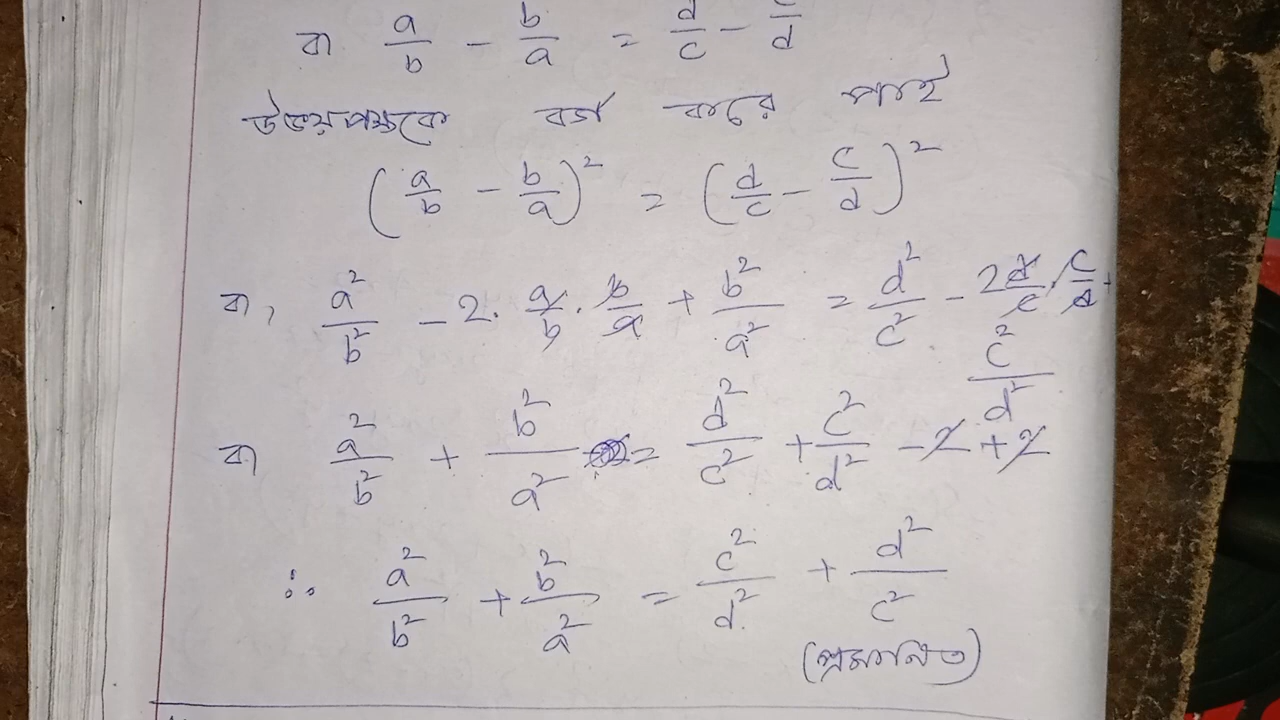 বা a/b - b/a = d/c - c/d
উভয়পক্ষকে বর্গ করে পাই
(a/b - b/a)² = (d/c - c/d)²
বা, a²/b² - 2. a/b . b/a + b²/a² = d²/c² - 2 d/c . c/d + c²/d²
বা a²/b² + b²/a² = d²/c² + c²/d² - 2 + 2
∴ a²/b² + b²/a² = c²/d² + d²/c²
(প্রমানিত)